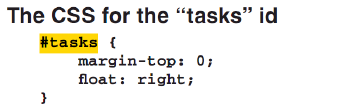 The CSS for the “tasks” id
#tasks {
margin-top: 0;
float: right;
}